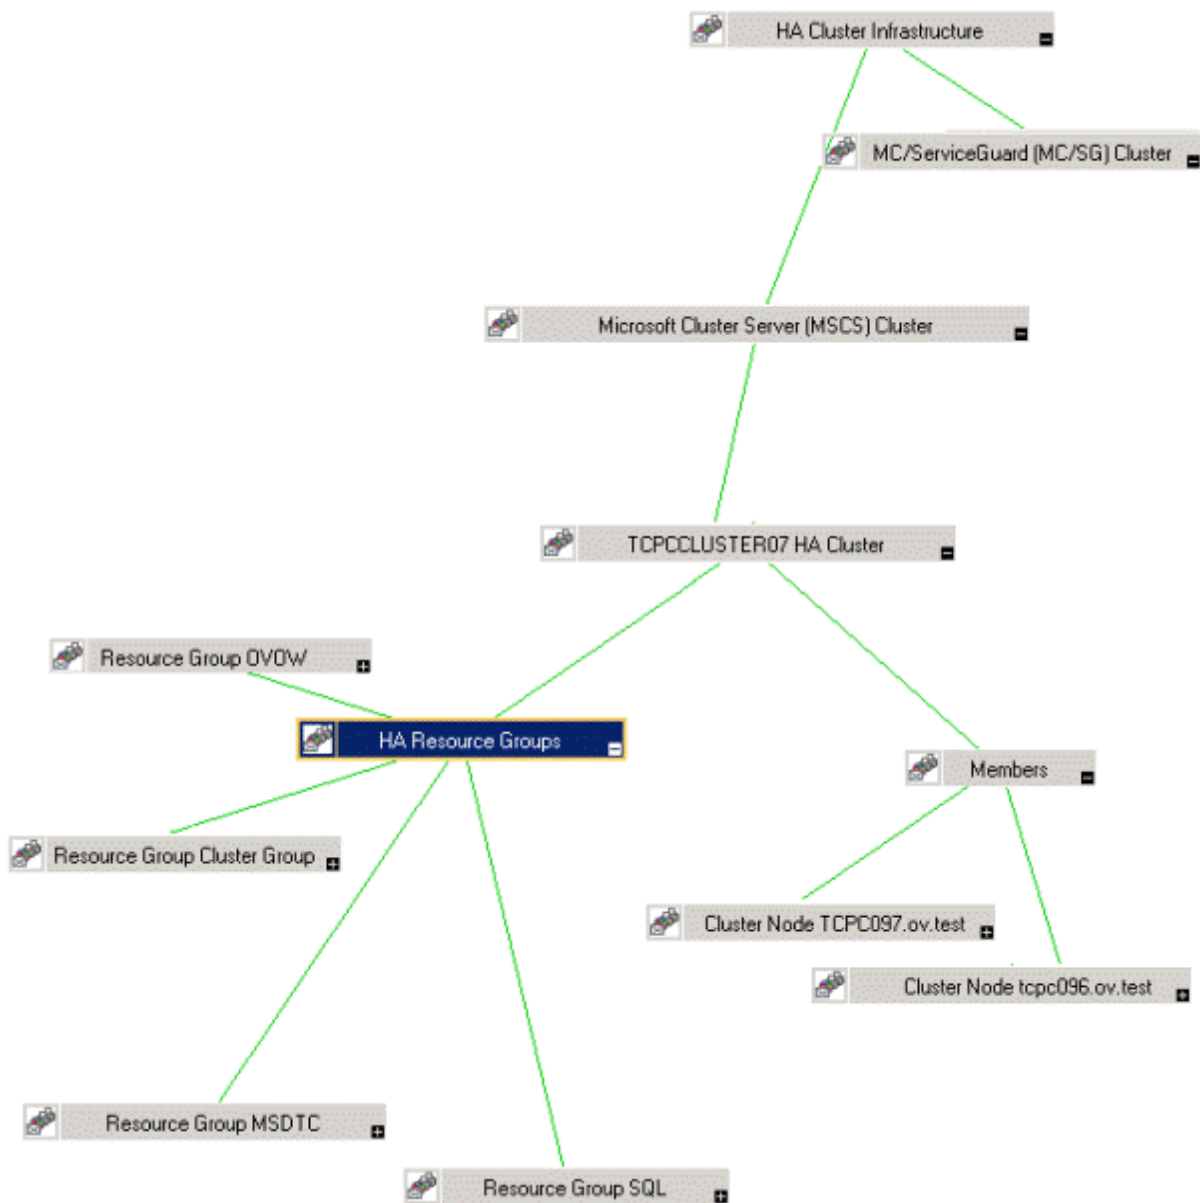 HA Cluster Infrastructure
MC/ServiceGuard (MC/SG) Cluster
Microsoft Cluster Server (MSCS) Cluster
TCPCCLUSTER07 HA Cluster
Resource Group OVOW
HA Resource Groups
Members
Resource Group Cluster Group
Cluster Node TCPC097.ov.test
Cluster Node tcpc096.ov.test
Resource Group MSDTC
Resource Group SQL